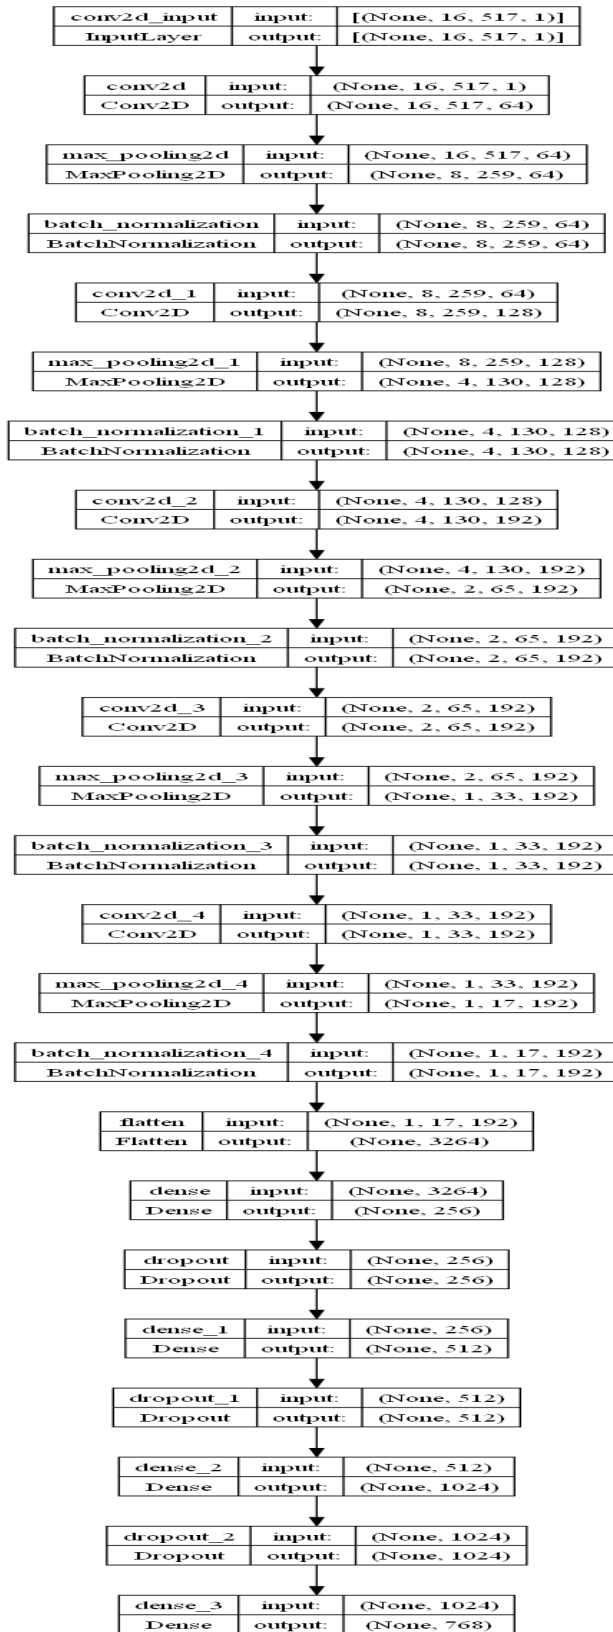 conv2d_input input: [(None, 16, 517, 1)]
InputLayer output: [(None, 16, 517, 1)]
conv2d input: (None, 16, 517, 1)
Conv2D output: (None, 16, 517, 64)
max_pooling2d input: (None, 16, 517, 64)
MaxPooling2D output: (None, 8, 259, 64)
batch_normalization input: (None, 8, 259, 64)
BatchNormalization output: (None, 8, 259, 64)
conv2d_1 input: (None, 8, 259, 64)
Conv2D output: (None, 8, 259, 128)
max_pooling2d_1 input: (None, 8, 259, 128)
MaxPooling2D output: (None, 4, 130, 128)
batch_normalization_1 input: (None, 4, 130, 128)
BatchNormalization output: (None, 4, 130, 128)
conv2d_2 input: (None, 4, 130, 128)
Conv2D output: (None, 4, 130, 192)
max_pooling2d_2 input: (None, 4, 130, 192)
MaxPooling2D output: (None, 2, 65, 192)
batch_normalization_2 input: (None, 2, 65, 192)
BatchNormalization output: (None, 2, 65, 192)
conv2d_3 input: (None, 2, 65, 192)
Conv2D output: (None, 2, 65, 192)
max_pooling2d_3 input: (None, 2, 65, 192)
MaxPooling2D output: (None, 1, 33, 192)
batch_normalization_3 input: (None, 1, 33, 192)
BatchNormalization output: (None, 1, 33, 192)
conv2d_4 input: (None, 1, 33, 192)
Conv2D output: (None, 1, 33, 192)
max_pooling2d_4 input: (None, 1, 33, 192)
MaxPooling2D output: (None, 1, 17, 192)
batch_normalization_4 input: (None, 1, 17, 192)
BatchNormalization output: (None, 1, 17, 192)
flatten input: (None, 1, 17, 192)
Flatten output: (None, 3264)
dense input: (None, 3264)
Dense output: (None, 256)
dropout input: (None, 256)
Dropout output: (None, 256)
dense_1 input: (None, 256)
Dense output: (None, 512)
dropout_1 input: (None, 512)
Dropout output: (None, 512)
dense_2 input: (None, 512)
Dense output: (None, 1024)
dropout_2 input: (None, 1024)
Dropout output: (None, 1024)
dense_3 input: (None, 1024)
Dense output: (None, 768)